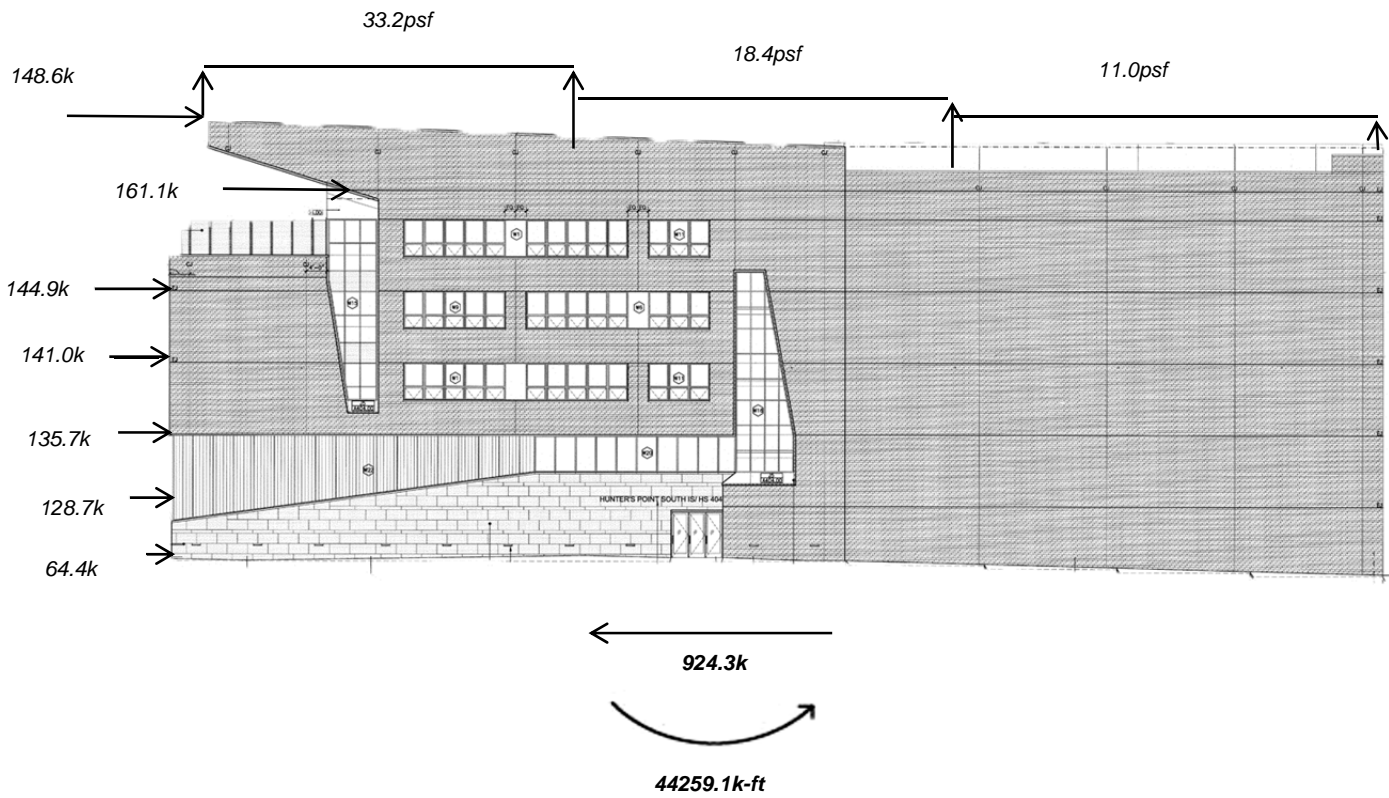 33.2psf
18.4psf
11.0psf
148.6k
161.1k
144.9k
141.0k
135.7k
128.7k
HUNTER'S POINT SOUTH IS/ HS 404
64.4k
924.3k
44259.1k-ft